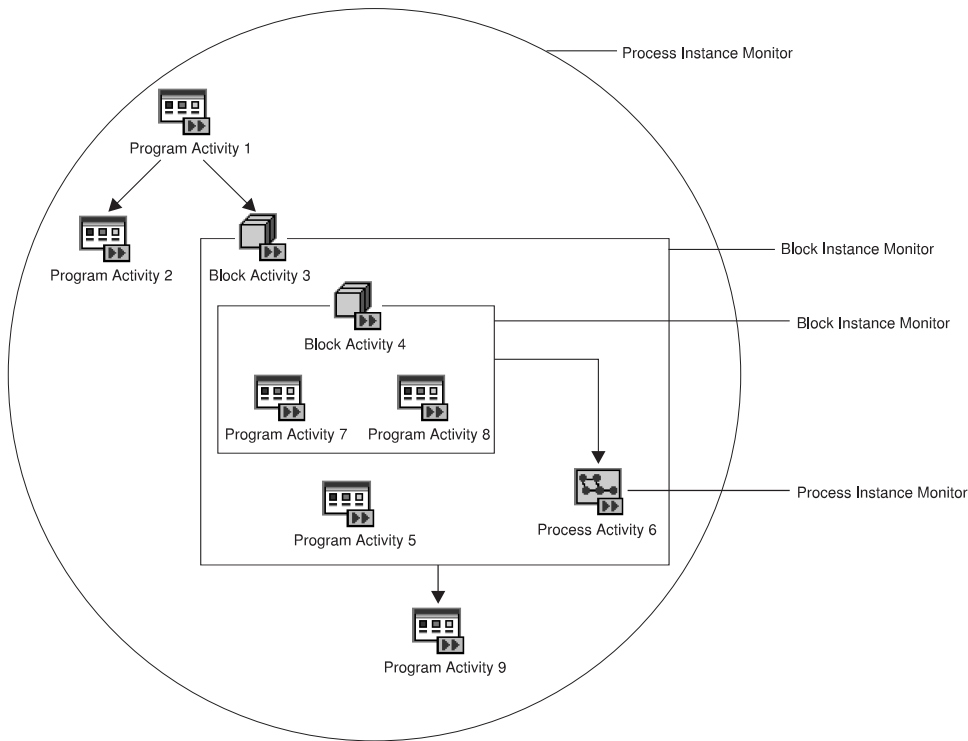 Process Instance Monitor
Program Activity 1
Program Activity 2
Block Activity 3
Block Instance Monitor
Block Activity 4
Block Instance Monitor
Program Activity 7
Program Activity 8
Program Activity 5
Process Activity 6
Process Instance Monitor
Program Activity 9